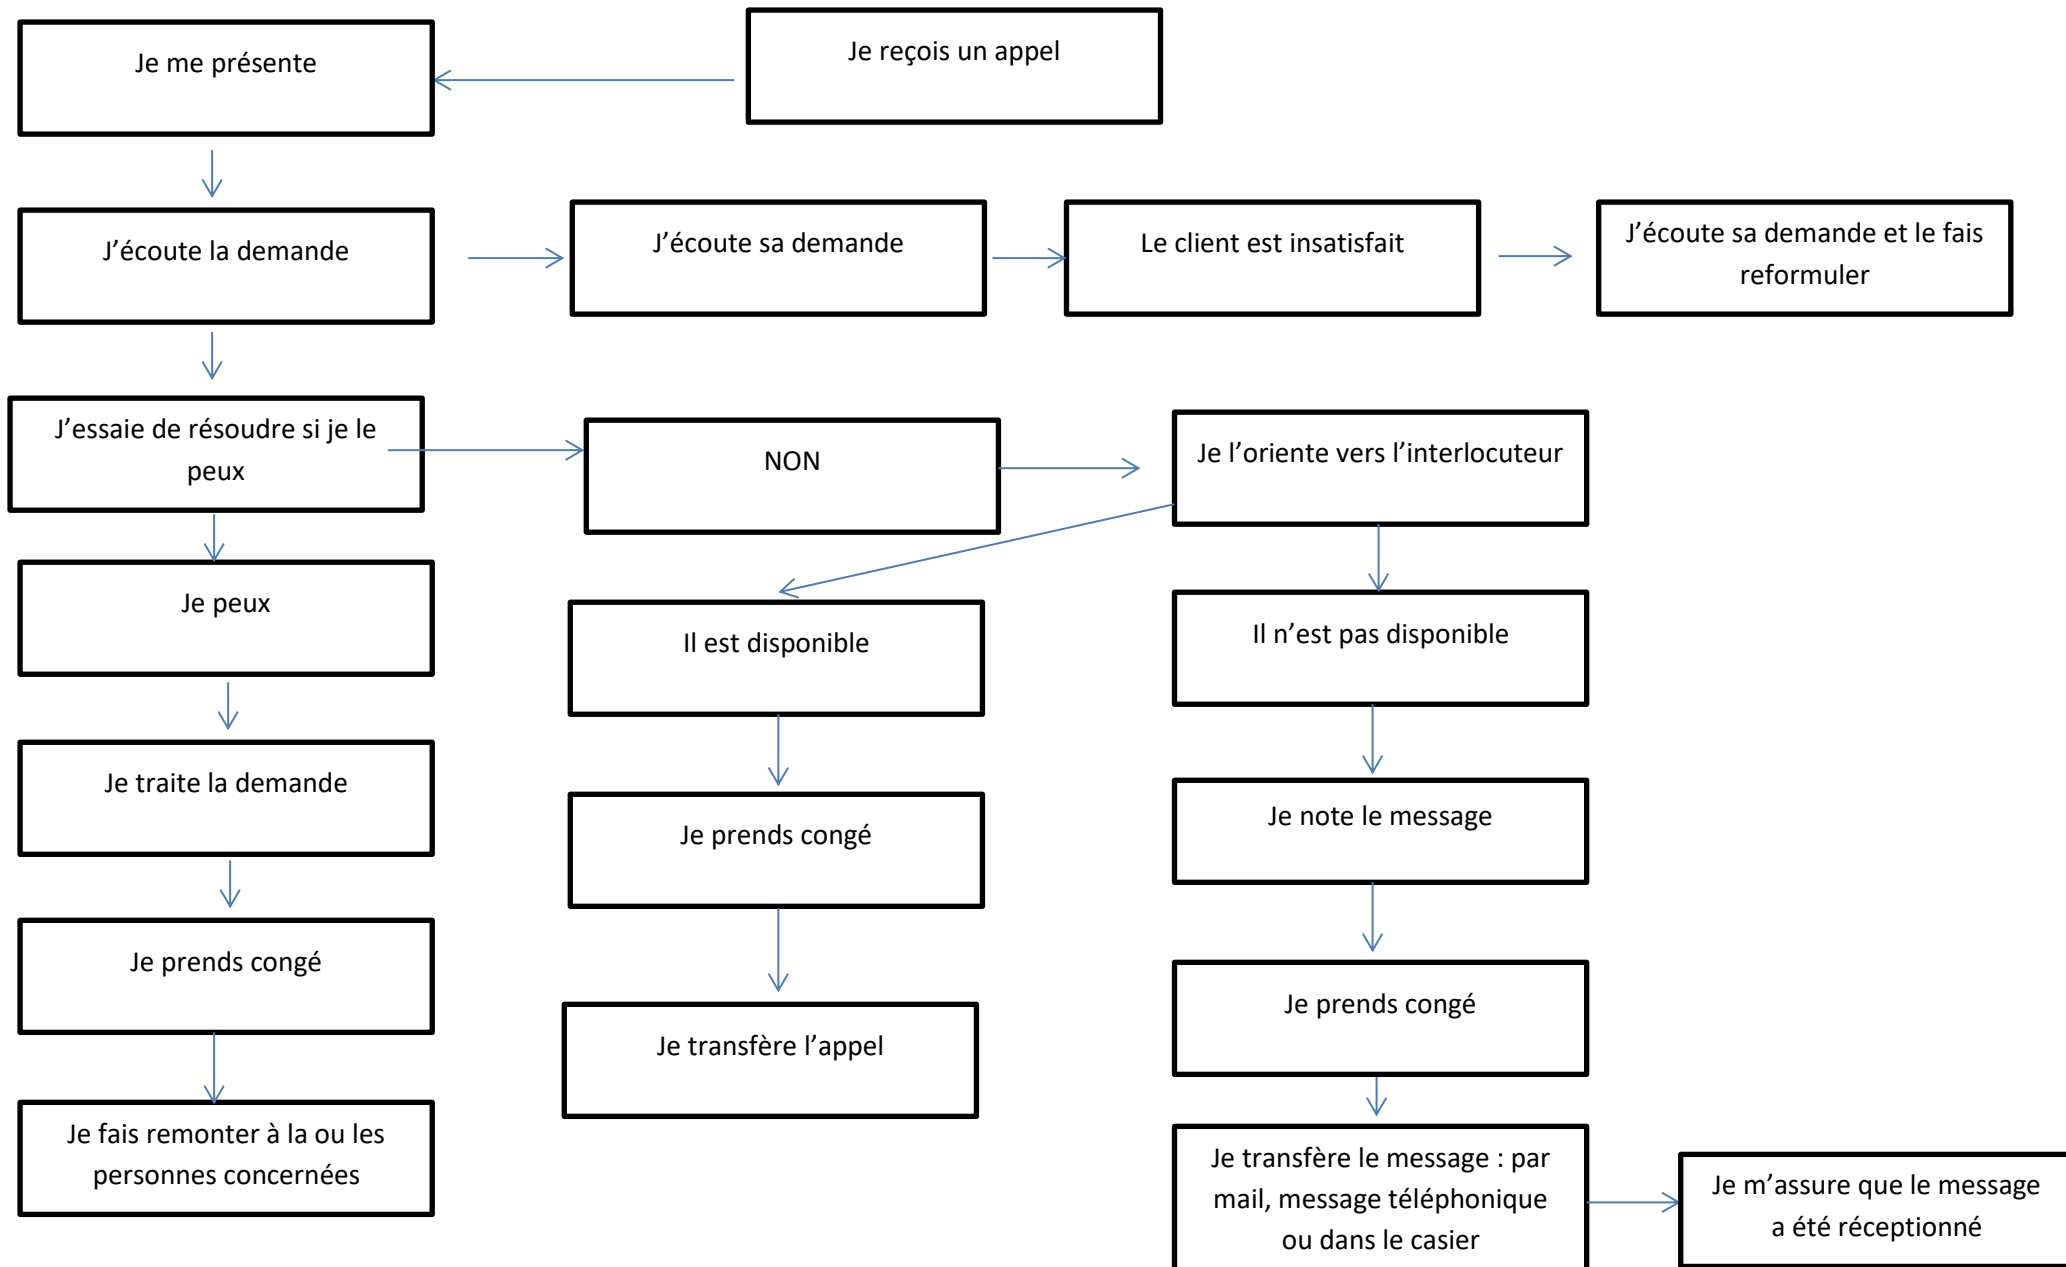 Je me présente
Je reçois un appel
J’écoute la demande
J’écoute sa demande
Le client est insatisfait
J’écoute sa demande et le fais
reformuler
J’essaie de résoudre si je le
peux
NON
Je l’oriente vers l’interlocuteur
Je peux
Il est disponible
Il n’est pas disponible
Je traite la demande
Je prends congé
Je note le message
Je prends congé
Je transfère l’appel
Je prends congé
Je fais remonter à la ou les
personnes concernées
Je transfère le message : par
mail, message téléphonique
ou dans le casier
Je m’assure que le message
a été réceptionné